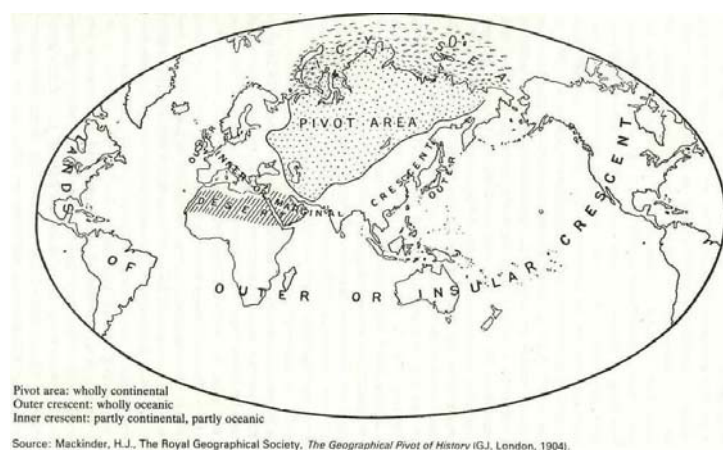 ICY SEA
PIVOT AREA
OUTER
INNER OR MARGINAL CRESCENT
OUTER
DESERT
LANDS OF OUTER OR INSULAR CRESCENT
Pivot area: wholly continental
Outer crescent: wholly oceanic
Inner crescent: partly continental, partly oceanic
Source: Mackinder, H.J., The Royal Geographical Society, The Geographical Pivot of History (GJ, London, 1904).